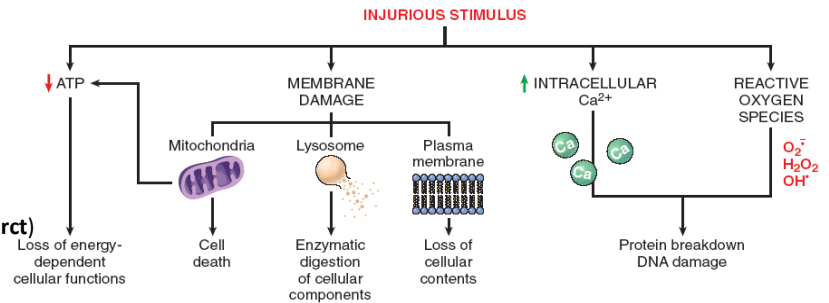 INJURIOUS STIMULUS
ATP
MEMBRANE
DAMAGE
INTRACELLULAR
Ca2+
REACTIVE
OXYGEN
SPECIES
Mitochondria
Lysosome
Plasma
membrane
Ca
Ca
Ca
O₂•̄
H₂O₂
OH•
rct)
Loss of energy-
dependent
cellular functions
Cell
death
Enzymatic
digestion
of cellular
components
Loss of
cellular
contents
Protein breakdown
DNA damage